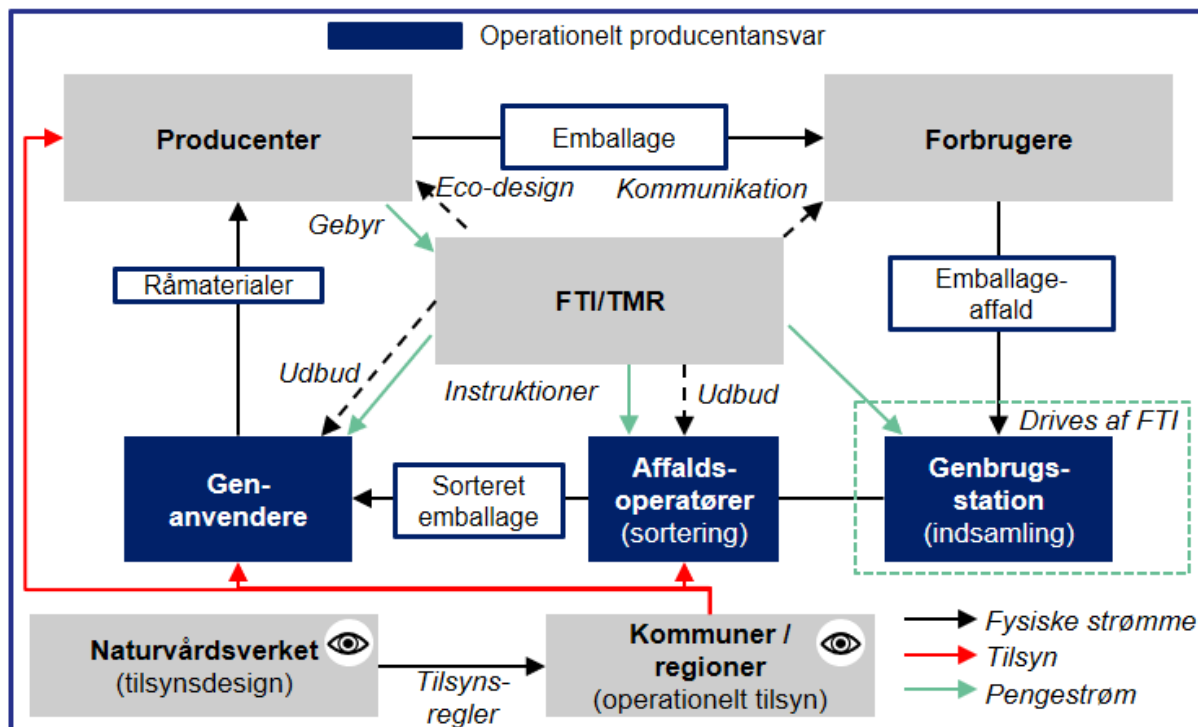 Operationelt producentansvar
Producenter
Emballage
Forbrugere
Eco-design
Kommunikation
Gebyr
Råmaterialer
FTI/TMR
Emballage-
affald
Udbud
Instruktioner
Udbud
Drives af FTI
Gen-
anvendere
Sorteret
emballage
Affalds-
operatører
(sortering)
Genbrugs-
station
(indsamling)
Naturvårdsverket
(tilsynsdesign)
Tilsyns-
regler
Kommuner /
regioner
(operationelt tilsyn)
Fysiske strømme
Tilsyn
Pengestrøm